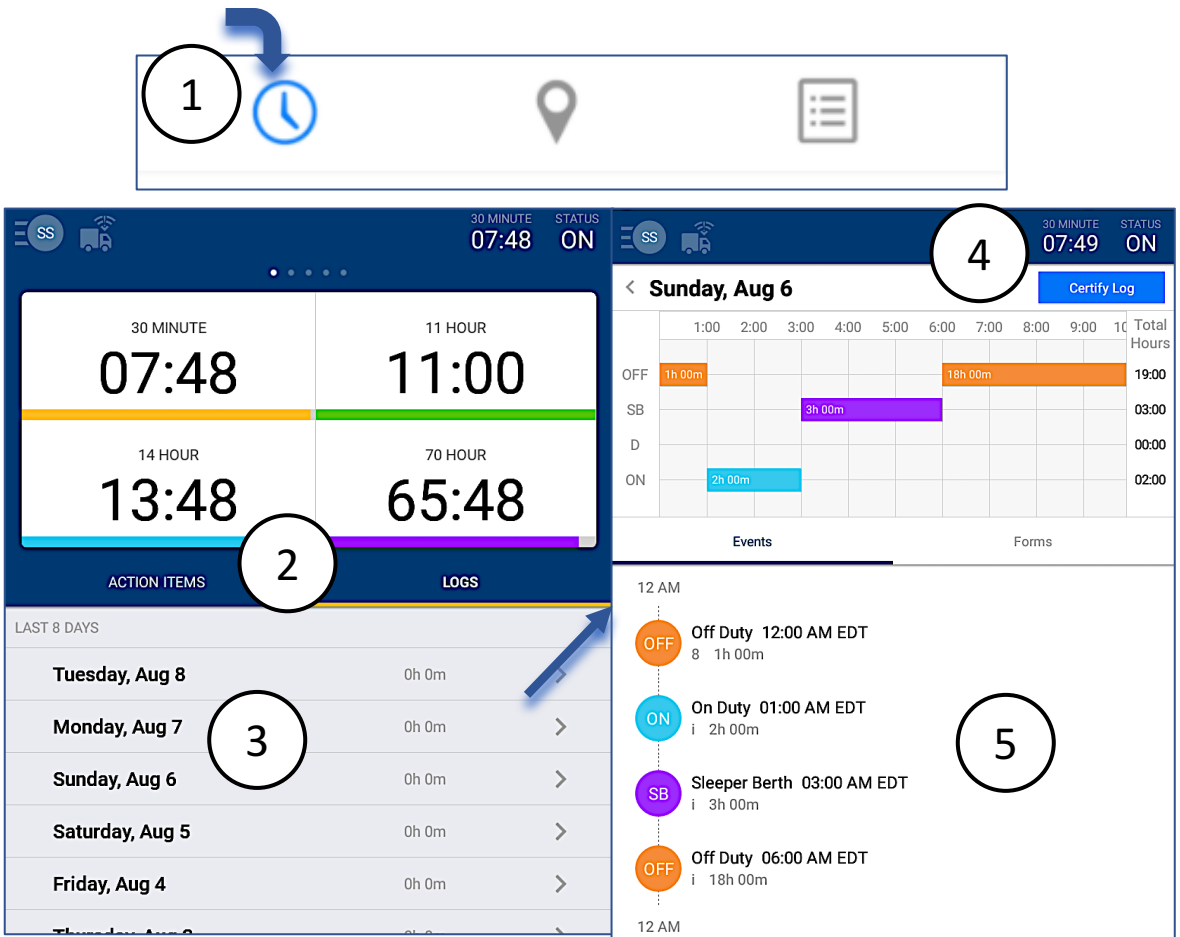 1
SS
30 MINUTE
07:48
STATUS
ON
30 MINUTE
07:48
11 HOUR
11:00
14 HOUR
13:48
70 HOUR
65:48
2
ACTION ITEMS
LOGS
LAST 8 DAYS
Tuesday, Aug 8 0h 0m
Monday, Aug 7 0h 0m
3
Sunday, Aug 6 0h 0m
Saturday, Aug 5 0h 0m
Friday, Aug 4 0h 0m
SS
4
30 MINUTE
07:49
STATUS
ON
Sunday, Aug 6
Certify Log
1:00 2:00 3:00 4:00 5:00 6:00 7:00 8:00 9:00 10 Total
Hours
OFF 1h 00m 18h 00m 19:00
SB 3h 00m 03:00
D 00:00
ON 2h 00m 02:00
Events Forms
12 AM
OFF Off Duty 12:00 AM EDT
8 1h 00m
ON On Duty 01:00 AM EDT
i 2h 00m
5
SB Sleeper Berth 03:00 AM EDT
i 3h 00m
OFF Off Duty 06:00 AM EDT
i 18h 00m
12 AM